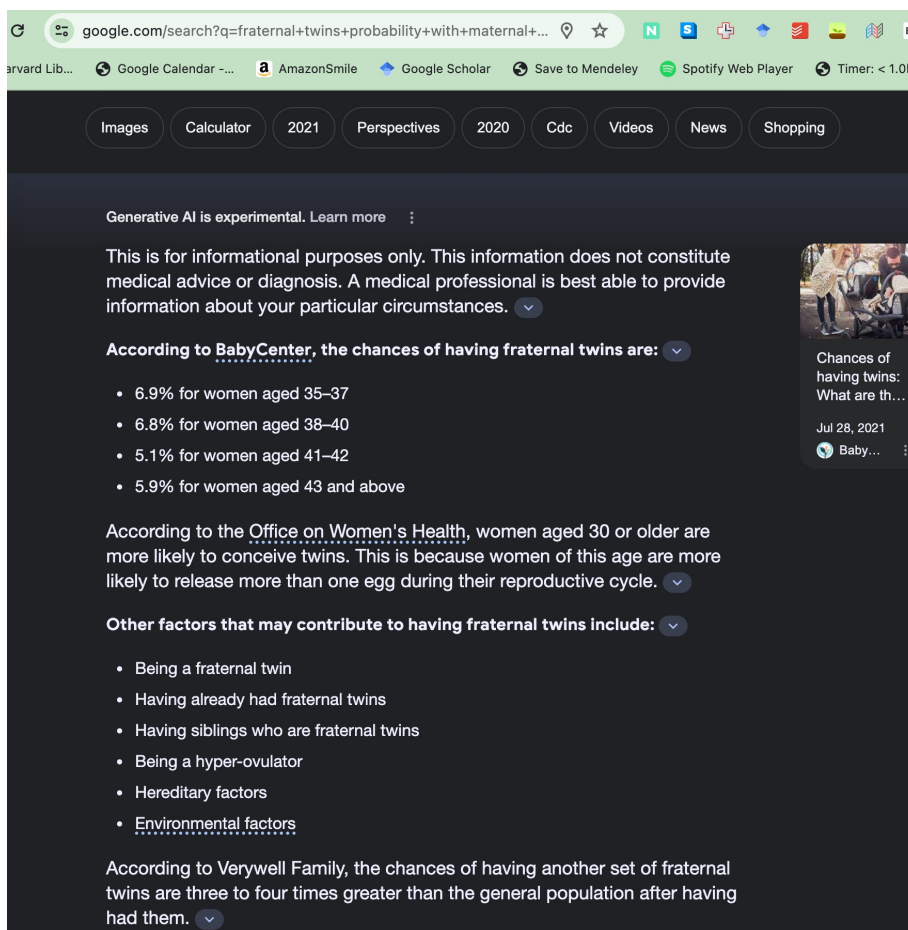 google.com/search?q=fraternal+twins+probability+with+maternal+...
arvard Lib... Google Calendar -... AmazonSmile Google Scholar Save to Mendeley Spotify Web Player Timer: < 1.0
Images Calculator 2021 Perspectives 2020 Cdc Videos News Shopping
Generative AI is experimental. Learn more
This is for informational purposes only. This information does not constitute
medical advice or diagnosis. A medical professional is best able to provide
information about your particular circumstances.
According to BabyCenter, the chances of having fraternal twins are:
• 6.9% for women aged 35–37
• 6.8% for women aged 38–40
• 5.1% for women aged 41–42
• 5.9% for women aged 43 and above
According to the Office on Women's Health, women aged 30 or older are
more likely to conceive twins. This is because women of this age are more
likely to release more than one egg during their reproductive cycle.
Other factors that may contribute to having fraternal twins include:
• Being a fraternal twin
• Having already had fraternal twins
• Having siblings who are fraternal twins
• Being a hyper-ovulator
• Hereditary factors
• Environmental factors
According to Verywell Family, the chances of having another set of fraternal
twins are three to four times greater than the general population after having
had them.
Chances of
having twins:
What are th...
Jul 28, 2021
Baby...